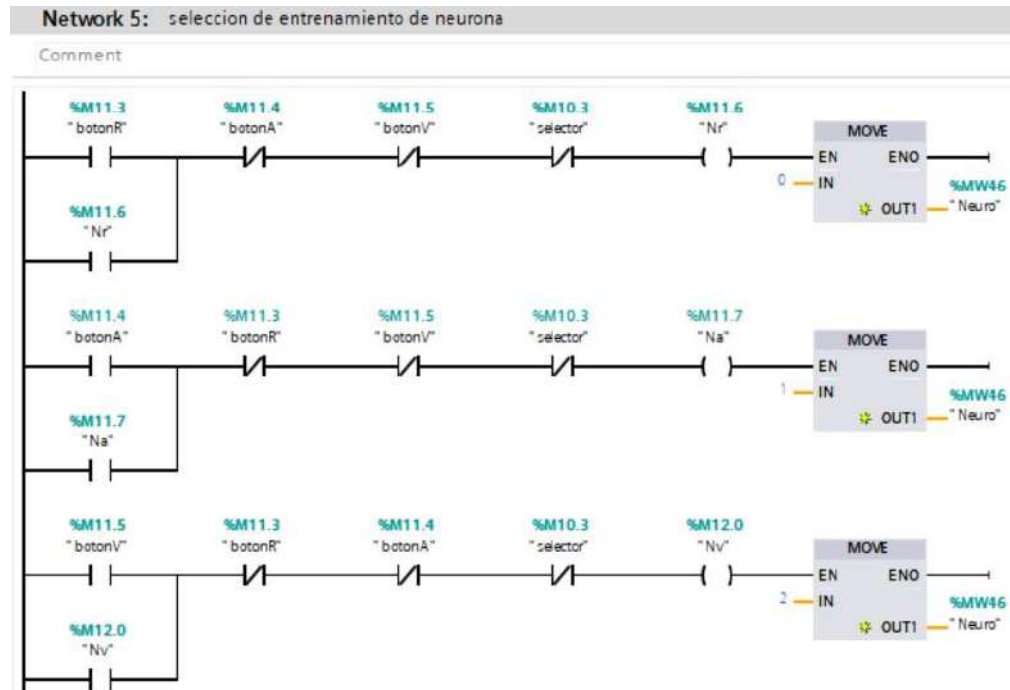 Network 5: seleccion de entrenamiento de neurona
Comment
%M11.3 %M11.4 %M11.5 %M10.3 %M11.6
"botonR" "botonA" "botonV" "selector" "Nr"
MOVE
EN ENO
0 IN
%MW46
OUT1 "Neuro"
%M11.6
"Nr"
%M11.4 %M11.3 %M11.5 %M10.3 %M11.7
"botonA" "botonR" "botonV" "selector" "Na"
MOVE
EN ENO
1 IN
%MW46
OUT1 "Neuro"
%M11.7
"Na"
%M11.5 %M11.3 %M11.4 %M10.3 %M12.0
"botonV" "botonR" "botonA" "selector" "Nv"
MOVE
EN ENO
2 IN
%MW46
OUT1 "Neuro"
%M12.0
"Nv"